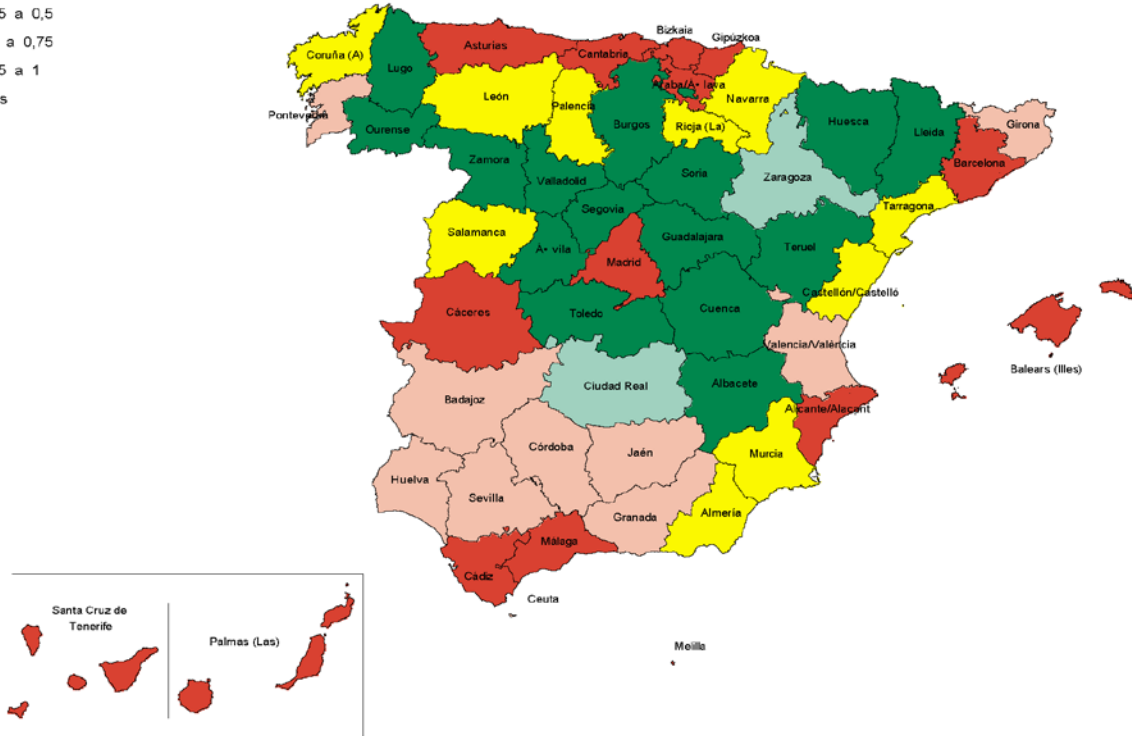 5 a 0,5
a 0,75
5 a 1
s
Bizkaia
Gipúzkoa
Asturias
Cantabria
Coruña (A)
Lugo
Araba/Á• lava
León
Palencia
Navarra
Burgos
Rioja (La)
Huesca
Lleida
Girona
Pontevedra
Ourense
Barcelona
Zamora
Soria
Zaragoza
Valladolid
Tarragona
Segovia
Salamanca
Guadalajara
Á• vila
Teruel
Madrid
Castellón/Castelló
Cáceres
Toledo
Cuenca
Valencia/Valéncia
Balears (Illes)
Ciudad Real
Albacete
Badajoz
Alicante/Alacant
Córdoba
Jaén
Murcia
Huelva
Sevilla
Granada
Almería
Málaga
Cádiz
Ceuta
Santa Cruz de
Tenerife
Palmas (Las)
Melilla